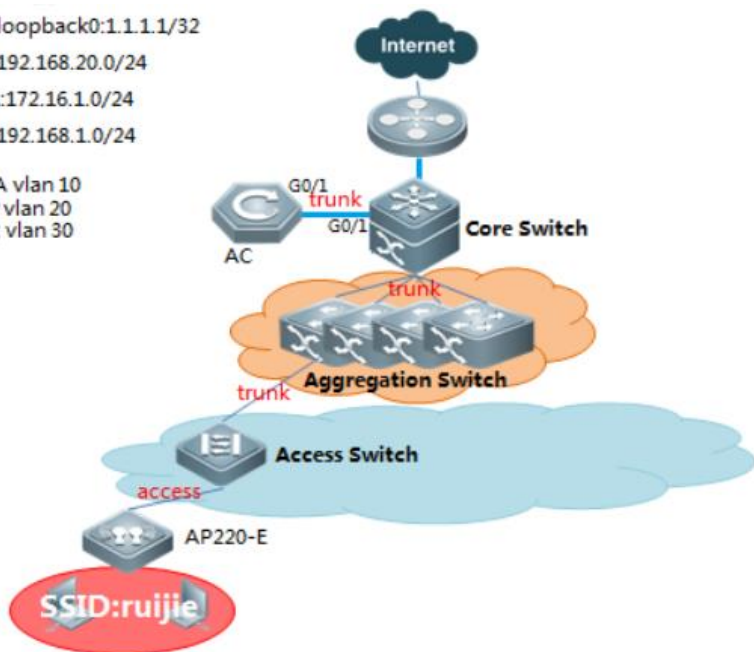 loopback0:1.1.1.1/32
192.168.20.0/24
:172.16.1.0/24
192.168.1.0/24
A vlan 10
vlan 20
vlan 30
Internet
G0/1
trunk
G0/1
AC
Core Switch
trunk
Aggregation Switch
trunk
Access Switch
access
AP220-E
SSID:ruijie